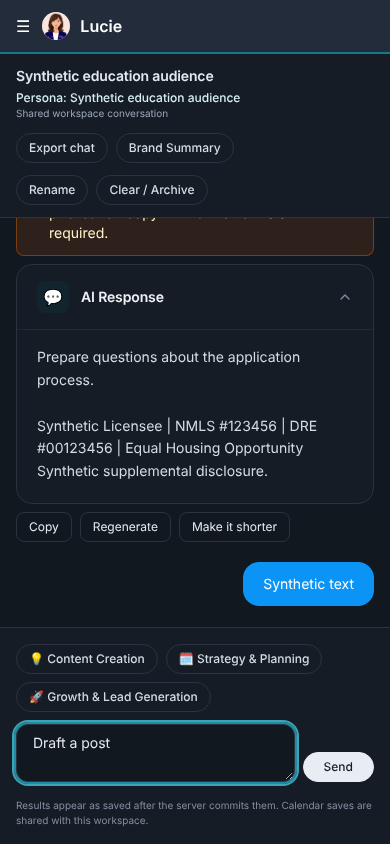 ☰ Lucie
Synthetic education audience
Persona: Synthetic education audience
Shared workspace conversation
Export chat Brand Summary
Rename Clear / Archive
required.
AI Response
Prepare questions about the application
process.
Synthetic Licensee | NMLS #123456 | DRE
#00123456 | Equal Housing Opportunity
Synthetic supplemental disclosure.
Copy Regenerate Make it shorter
Synthetic text
💡 Content Creation 🗓️ Strategy & Planning
🚀 Growth & Lead Generation
Draft a post
Send
Results appear as saved after the server commits them. Calendar saves are
shared with this workspace.